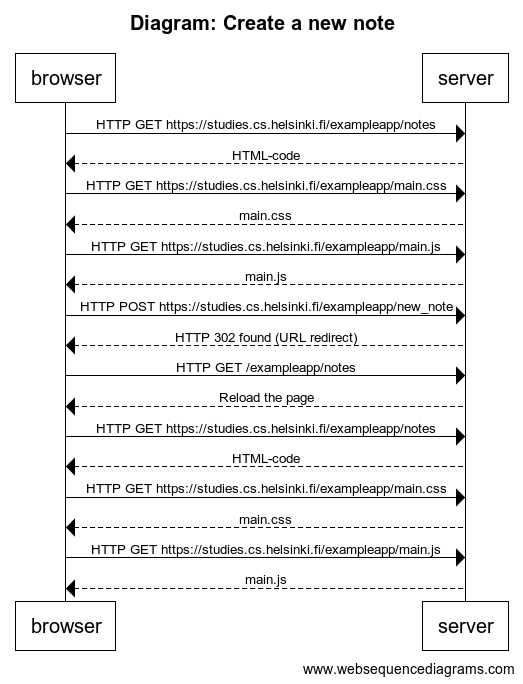 Diagram: Create a new note
browser server
HTTP GET https://studies.cs.helsinki.fi/exampleapp/notes
HTML-code
HTTP GET https://studies.cs.helsinki.fi/exampleapp/main.css
main.css
HTTP GET https://studies.cs.helsinki.fi/exampleapp/main.js
main.js
HTTP POST https://studies.cs.helsinki.fi/exampleapp/new_note
HTTP 302 found (URL redirect)
HTTP GET /exampleapp/notes
Reload the page
HTTP GET https://studies.cs.helsinki.fi/exampleapp/notes
HTML-code
HTTP GET https://studies.cs.helsinki.fi/exampleapp/main.css
main.css
HTTP GET https://studies.cs.helsinki.fi/exampleapp/main.js
main.js
browser server
www.websequencediagrams.com